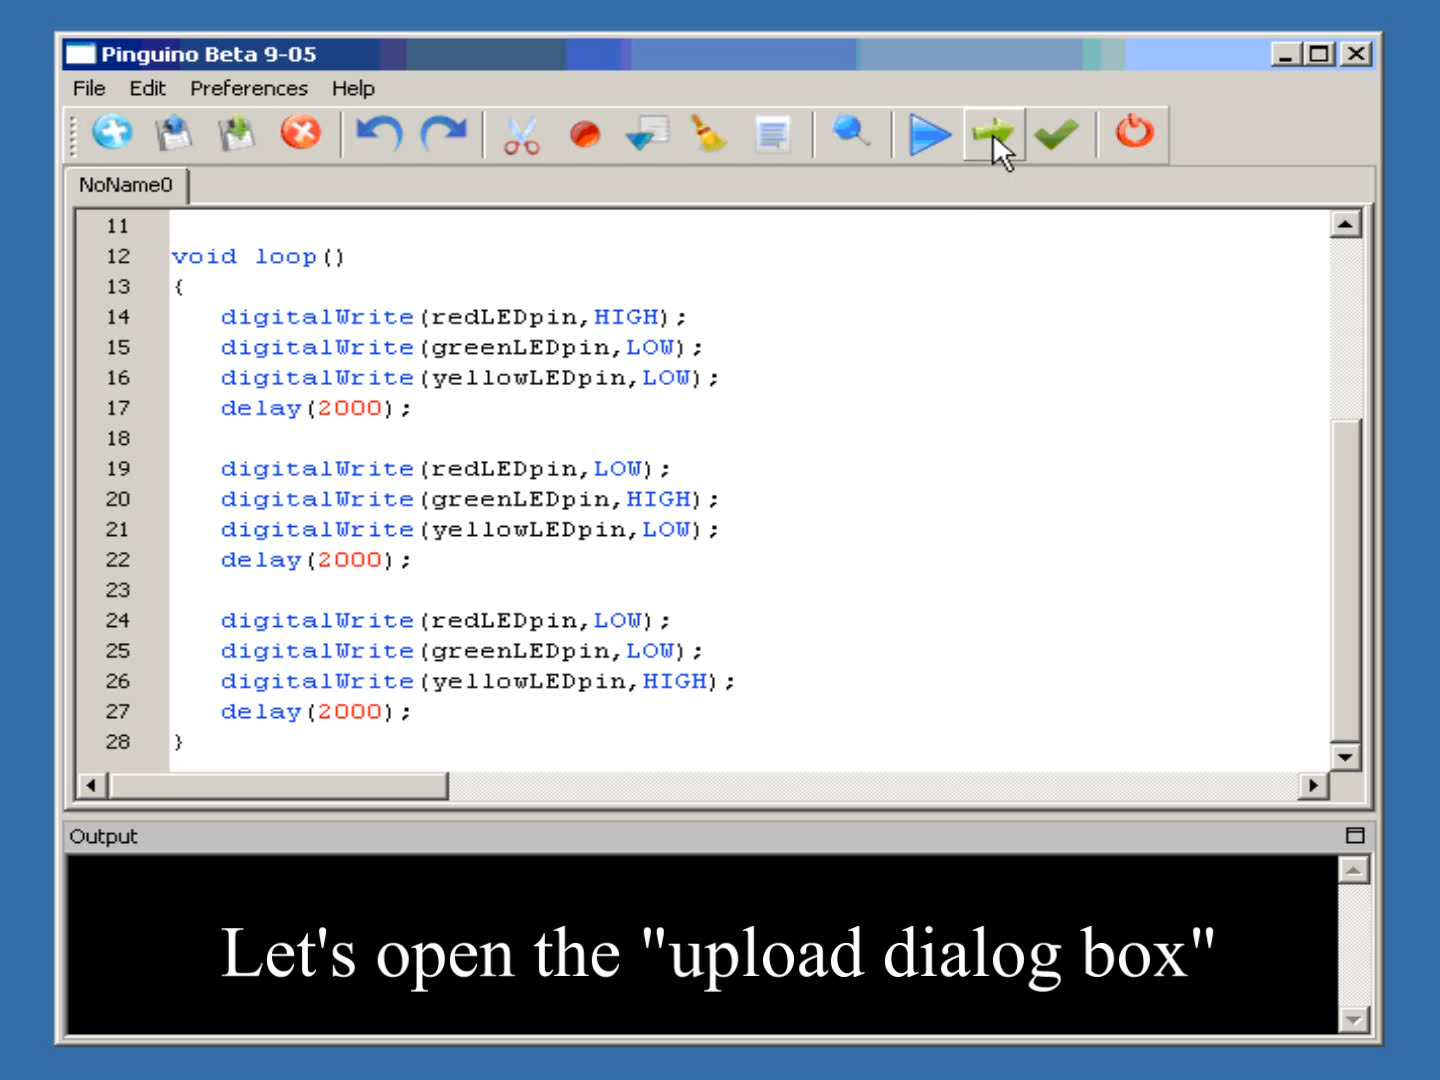 Pinguino Beta 9-05
File Edit Preferences Help
NoName0
11
12 void loop()
13 {
14 digitalWrite(redLEDpin,HIGH);
15 digitalWrite(greenLEDpin,LOW);
16 digitalWrite(yellowLEDpin,LOW);
17 delay(2000);
18
19 digitalWrite(redLEDpin,LOW);
20 digitalWrite(greenLEDpin,HIGH);
21 digitalWrite(yellowLEDpin,LOW);
22 delay(2000);
23
24 digitalWrite(redLEDpin,LOW);
25 digitalWrite(greenLEDpin,LOW);
26 digitalWrite(yellowLEDpin,HIGH);
27 delay(2000);
28 }
Output
Let's open the "upload dialog box"